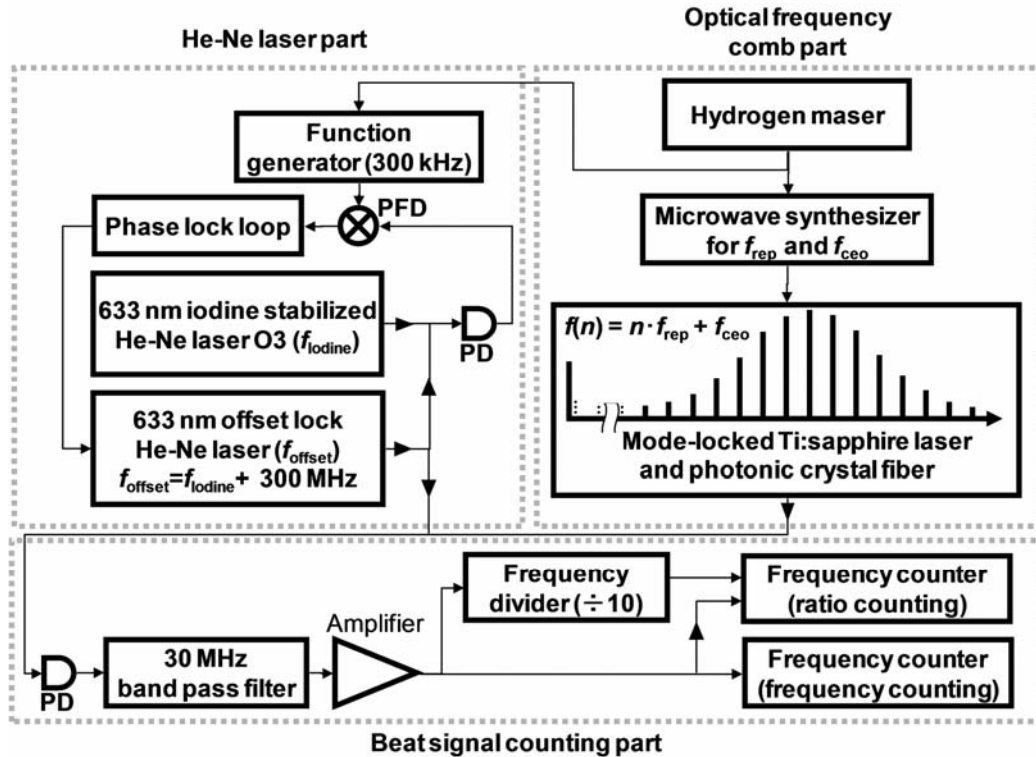 He-Ne laser part
Optical frequency
comb part
Function
generator (300 kHz)
Hydrogen maser
PFD
Phase lock loop
Microwave synthesizer
for f_rep and f_ceo
633 nm iodine stabilized
He-Ne laser O3 (f_Iodine)
PD
f(n) = n· f_rep + f_ceo
633 nm offset lock
He-Ne laser (f_offset)
f_offset=f_Iodine+ 300 MHz
Mode-locked Ti:sapphire laser
and photonic crystal fiber
Frequency
divider (÷10)
Frequency counter
(ratio counting)
Amplifier
PD
30 MHz
band pass filter
Frequency counter
(frequency counting)
Beat signal counting part